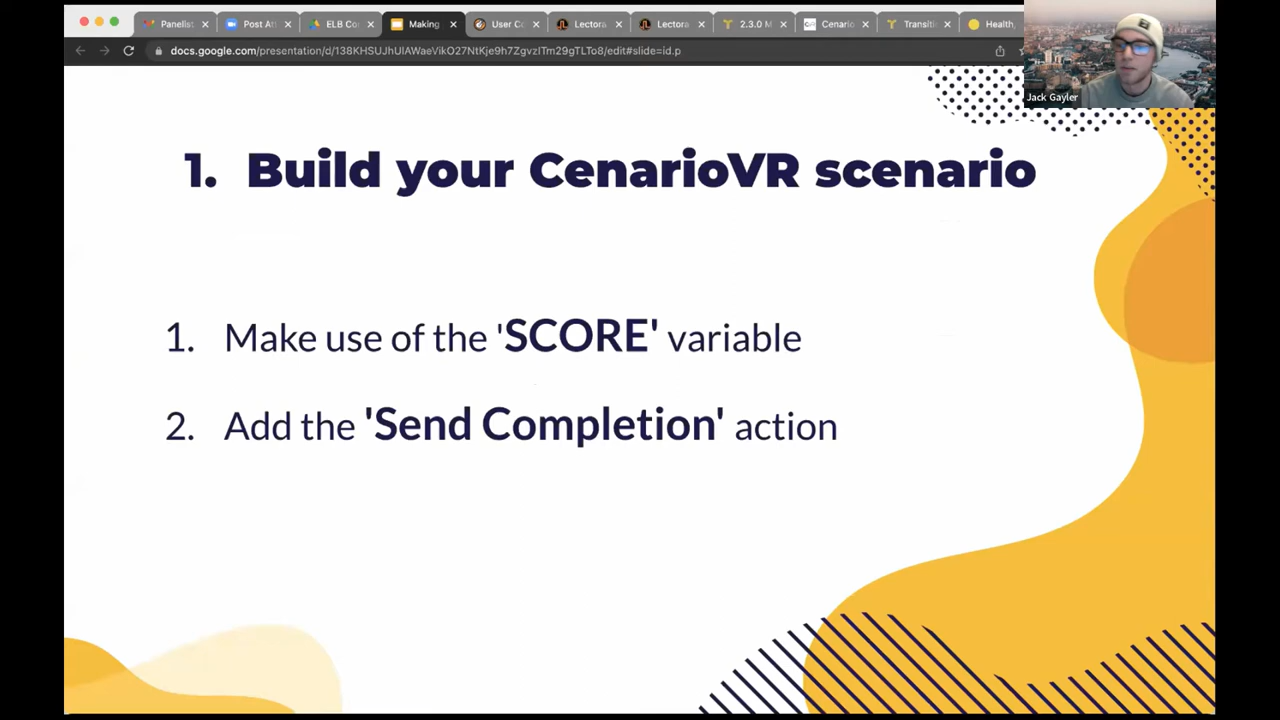 Panelist
Post At
ELB Co
Making
User C
Lectora
Lectora
2.3.0 M
Cenario
Transiti
Health,
docs.google.com/presentation/d/138KHSUJhUIAWaeVikO27NtKje9h7ZgvzITm29gTLTo8/edit#slide=id.p
Jack Gayler
1. Build your CenarioVR scenario
1. Make use of the 'SCORE' variable
2. Add the 'Send Completion' action